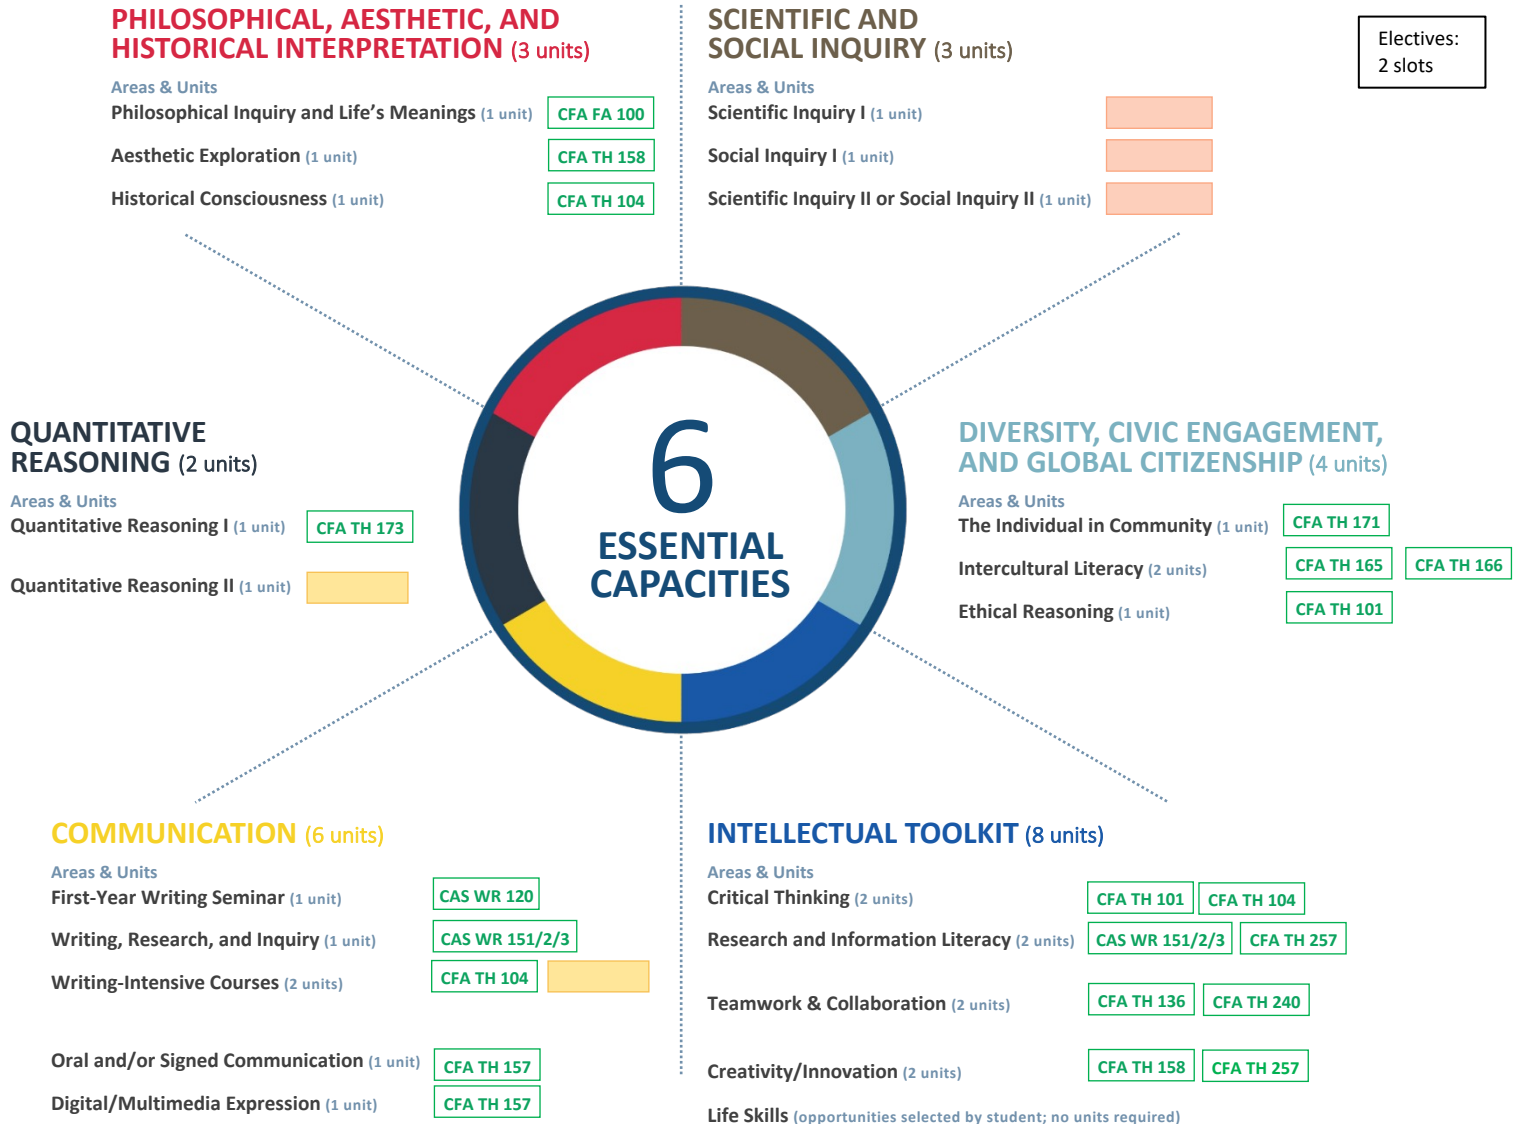 PHILOSOPHICAL, AESTHETIC, AND
HISTORICAL INTERPRETATION (3 units)
Areas & Units
Philosophical Inquiry and Life's Meanings (1 unit) CFA FA 100
Aesthetic Exploration (1 unit) CFA TH 158
Historical Consciousness (1 unit) CFA TH 104
SCIENTIFIC AND
SOCIAL INQUIRY (3 units)
Areas & Units
Scientific Inquiry I (1 unit)
Social Inquiry I (1 unit)
Scientific Inquiry II or Social Inquiry II (1 unit)
Electives:
2 slots
QUANTITATIVE
REASONING (2 units)
Areas & Units
Quantitative Reasoning I (1 unit) CFA TH 173
Quantitative Reasoning II (1 unit)
6
ESSENTIAL
CAPACITIES
DIVERSITY, CIVIC ENGAGEMENT,
AND GLOBAL CITIZENSHIP (4 units)
Areas & Units
The Individual in Community (1 unit) CFA TH 171
Intercultural Literacy (2 units) CFA TH 165 CFA TH 166
Ethical Reasoning (1 unit) CFA TH 101
COMMUNICATION (6 units)
Areas & Units
First-Year Writing Seminar (1 unit) CAS WR 120
Writing, Research, and Inquiry (1 unit) CAS WR 151/2/3
Writing-Intensive Courses (2 units) CFA TH 104
Oral and/or Signed Communication (1 unit) CFA TH 157
Digital/Multimedia Expression (1 unit) CFA TH 157
INTELLECTUAL TOOLKIT (8 units)
Areas & Units
Critical Thinking (2 units) CFA TH 101 CFA TH 104
Research and Information Literacy (2 units) CAS WR 151/2/3 CFA TH 257
Teamwork & Collaboration (2 units) CFA TH 136 CFA TH 240
Creativity/Innovation (2 units) CFA TH 158 CFA TH 257
Life Skills (opportunities selected by student; no units required)